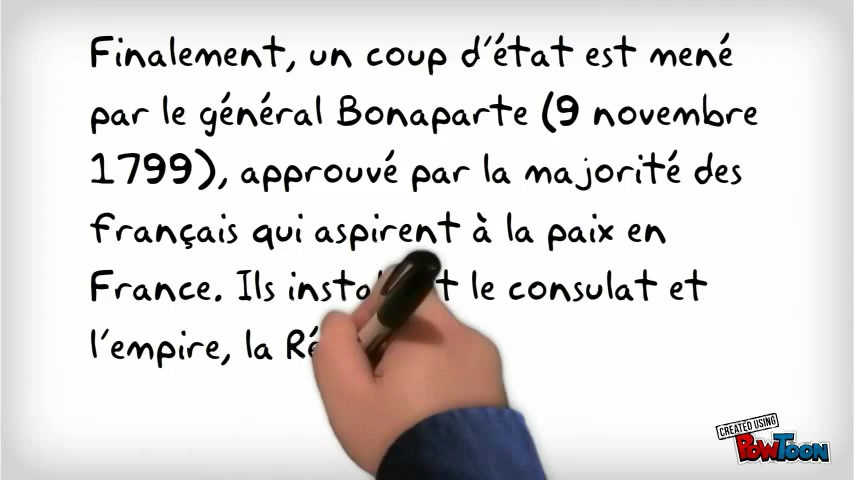 Finalement, un coup d'état est mené
par le général Bonaparte (9 novembre
1799), approuvé par la majorité des
français qui aspirent à la paix en
France. Ils le consulat et
l'empire, la
CREATED USING
POWTOON